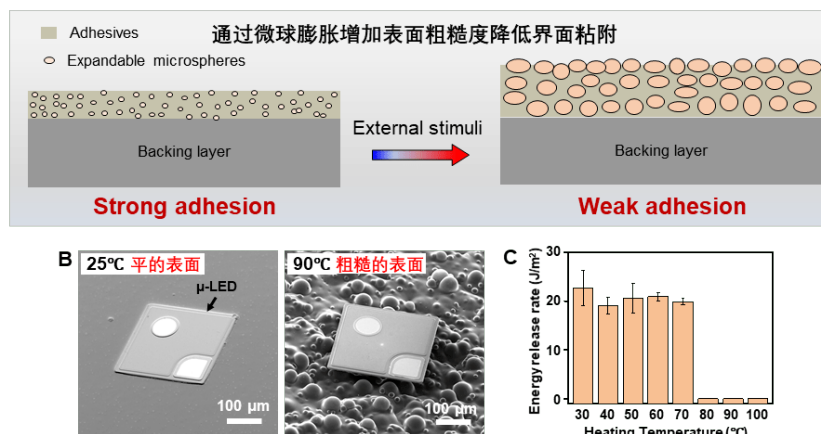 通过微球膨胀增加表面粗糙度降低界面粘附
Adhesives
Expandable microspheres
External stimuli
Backing layer
Backing layer
Strong adhesion
Weak adhesion
B
25℃ 平的表面
μ-LED
100 μm
90℃ 粗糙的表面
100 μm
C
Energy release rate (J/m²)
30
20
10
0
30 40 50 60 70 80 90 100
Heating Temperature (℃)